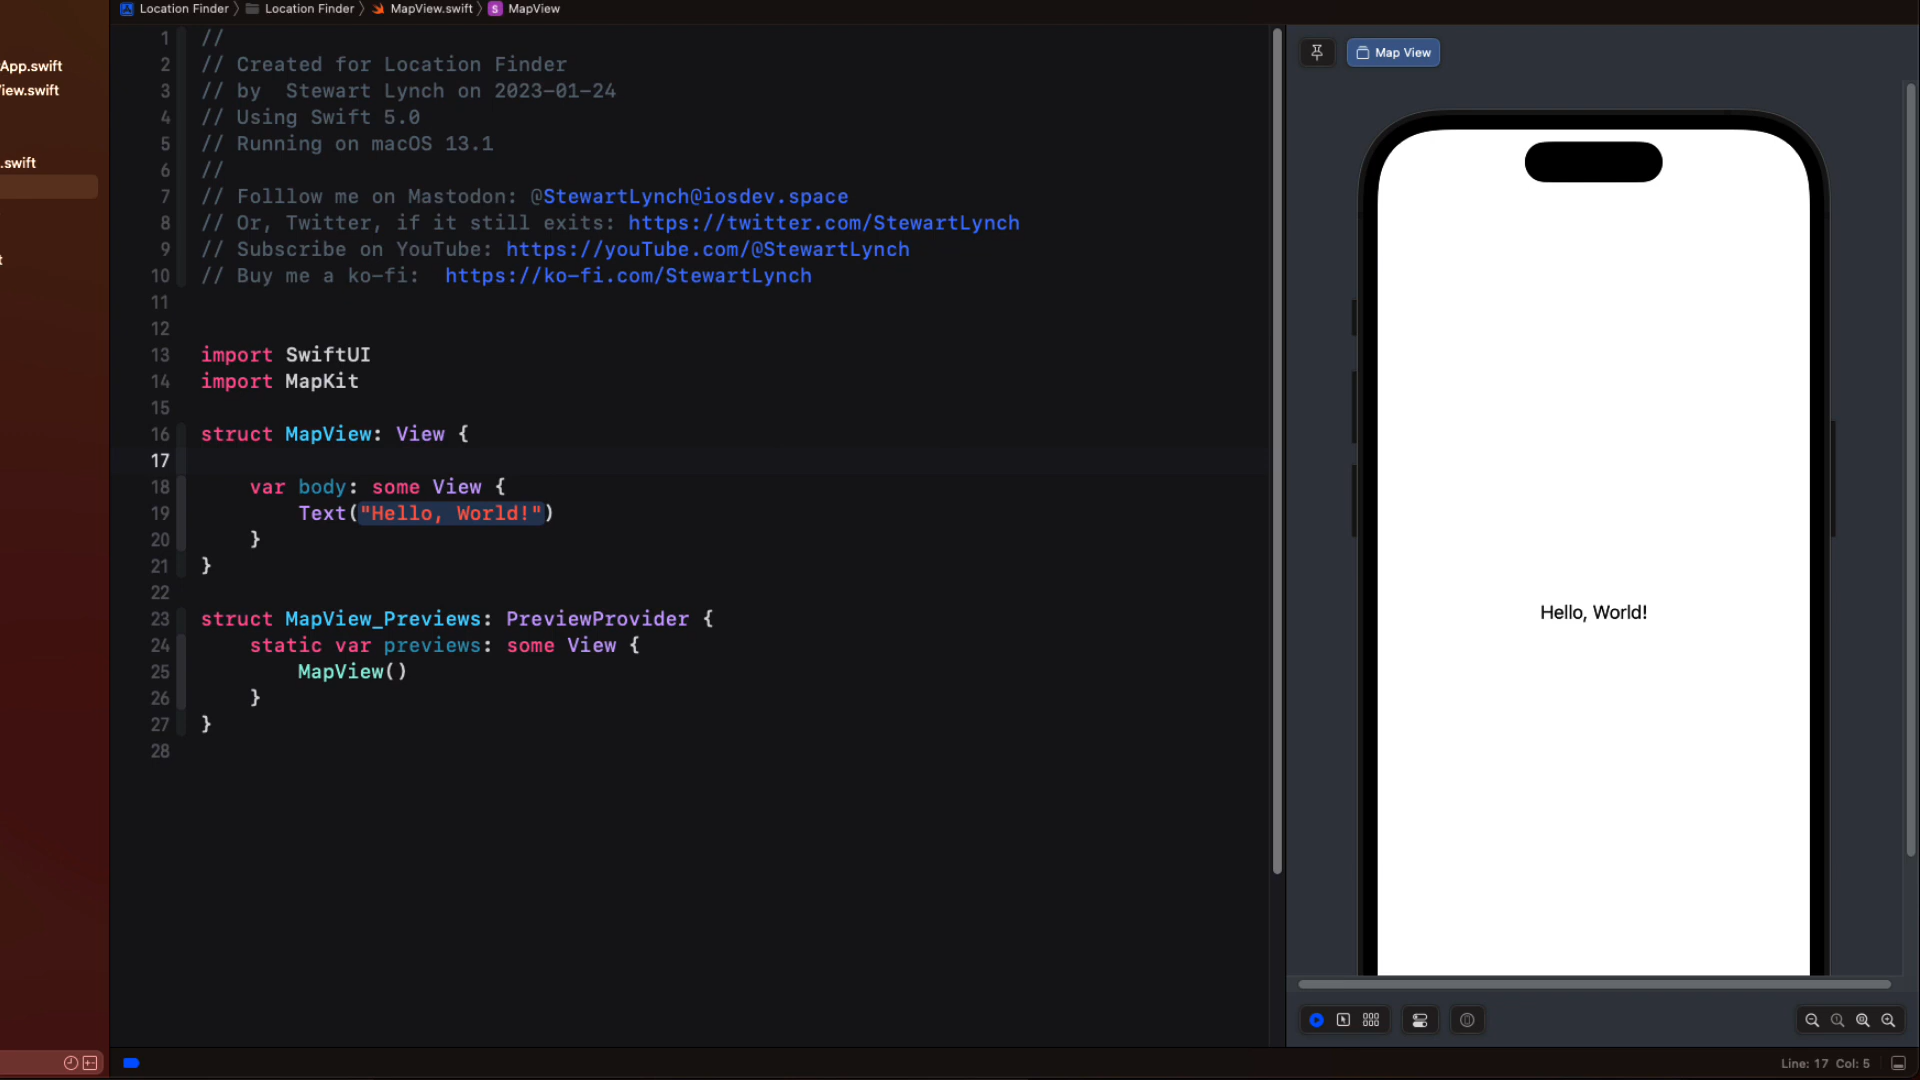 Location Finder 〉 Location Finder 〉 MapView.swift 〉 S MapView
App.swift
iew.swift
.swift
t
1 //
2 // Created for Location Finder
3 // by  Stewart Lynch on 2023-01-24
4 // Using Swift 5.0
5 // Running on macOS 13.1
6 //
7 // Folllow me on Mastodon: @StewartLynch@iosdev.space
8 // Or, Twitter, if it still exits: https://twitter.com/StewartLynch
9 // Subscribe on YouTube: https://youTube.com/@StewartLynch
10 // Buy me a ko-fi:  https://ko-fi.com/StewartLynch
11
12
13 import SwiftUI
14 import MapKit
15
16 struct MapView: View {
17
18     var body: some View {
19         Text("Hello, World!")
20     }
21 }
22
23 struct MapView_Previews: PreviewProvider {
24     static var previews: some View {
25         MapView()
26     }
27 }
28
Map View
Hello, World!
Line: 17 Col: 5